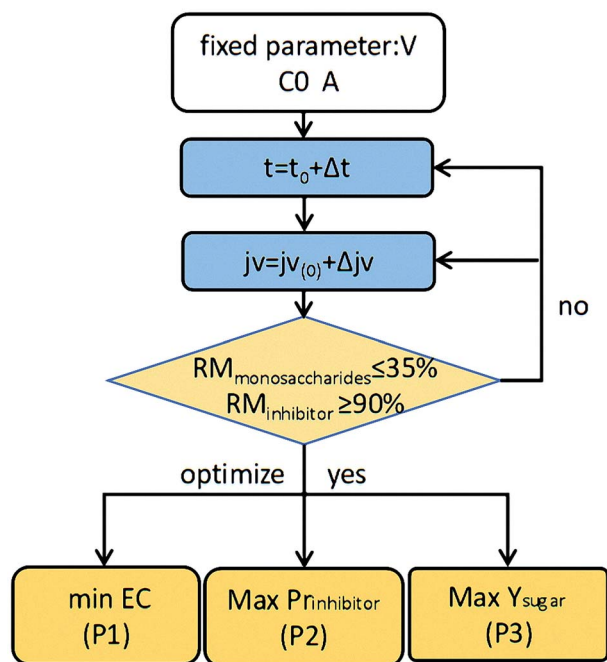 fixed parameter:V
C0 A
t=t₀+Δt
jv=jv₍₀₎+Δjv
no
RMmonosaccharides≤35%
RMinhibitor ≥90%
optimize yes
min EC
(P1)
Max Prinhibitor
(P2)
Max Ysugar
(P3)